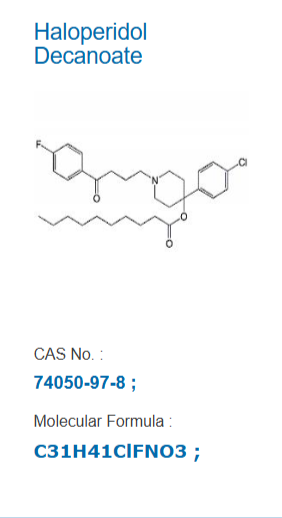 Haloperidol
Decanoate
F
Cl
N
O
O
O
CAS No. :
74050-97-8 ;
Molecular Formula :
C31H41ClFNO3 ;